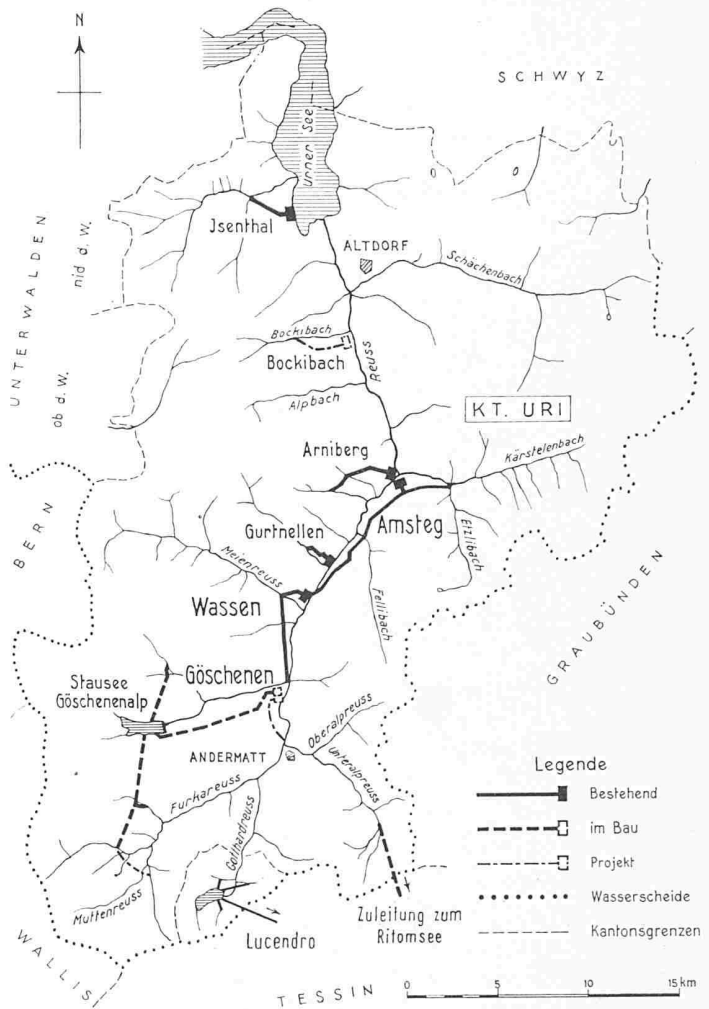 N
SCHWYZ
Urner See
Jsenthal
ALTDORF
Schächenbach
UNTERWALDEN
nid d. W.
ob d. W.
Bockibach
Bockibach
Reuss
Alpbach
KT. URI
Arniberg
Kärstelenbach
Amsteg
Etzlibach
BERN
Gurtnellen
Meienreuss
Fellibach
Wassen
GRAUBÜNDEN
Göschenen
Stausee
Göschenenalp
Oberalpreuss
ANDERMATT
Unteralpreuss
Furkareuss
Gotthardreuss
Muttenreuss
Lucendro
Zuleitung zum
Ritomsee
WALLIS
TESSIN
Legende
Bestehend
im Bau
Projekt
Wasserscheide
Kantonsgrenzen
0 5 10 15 km